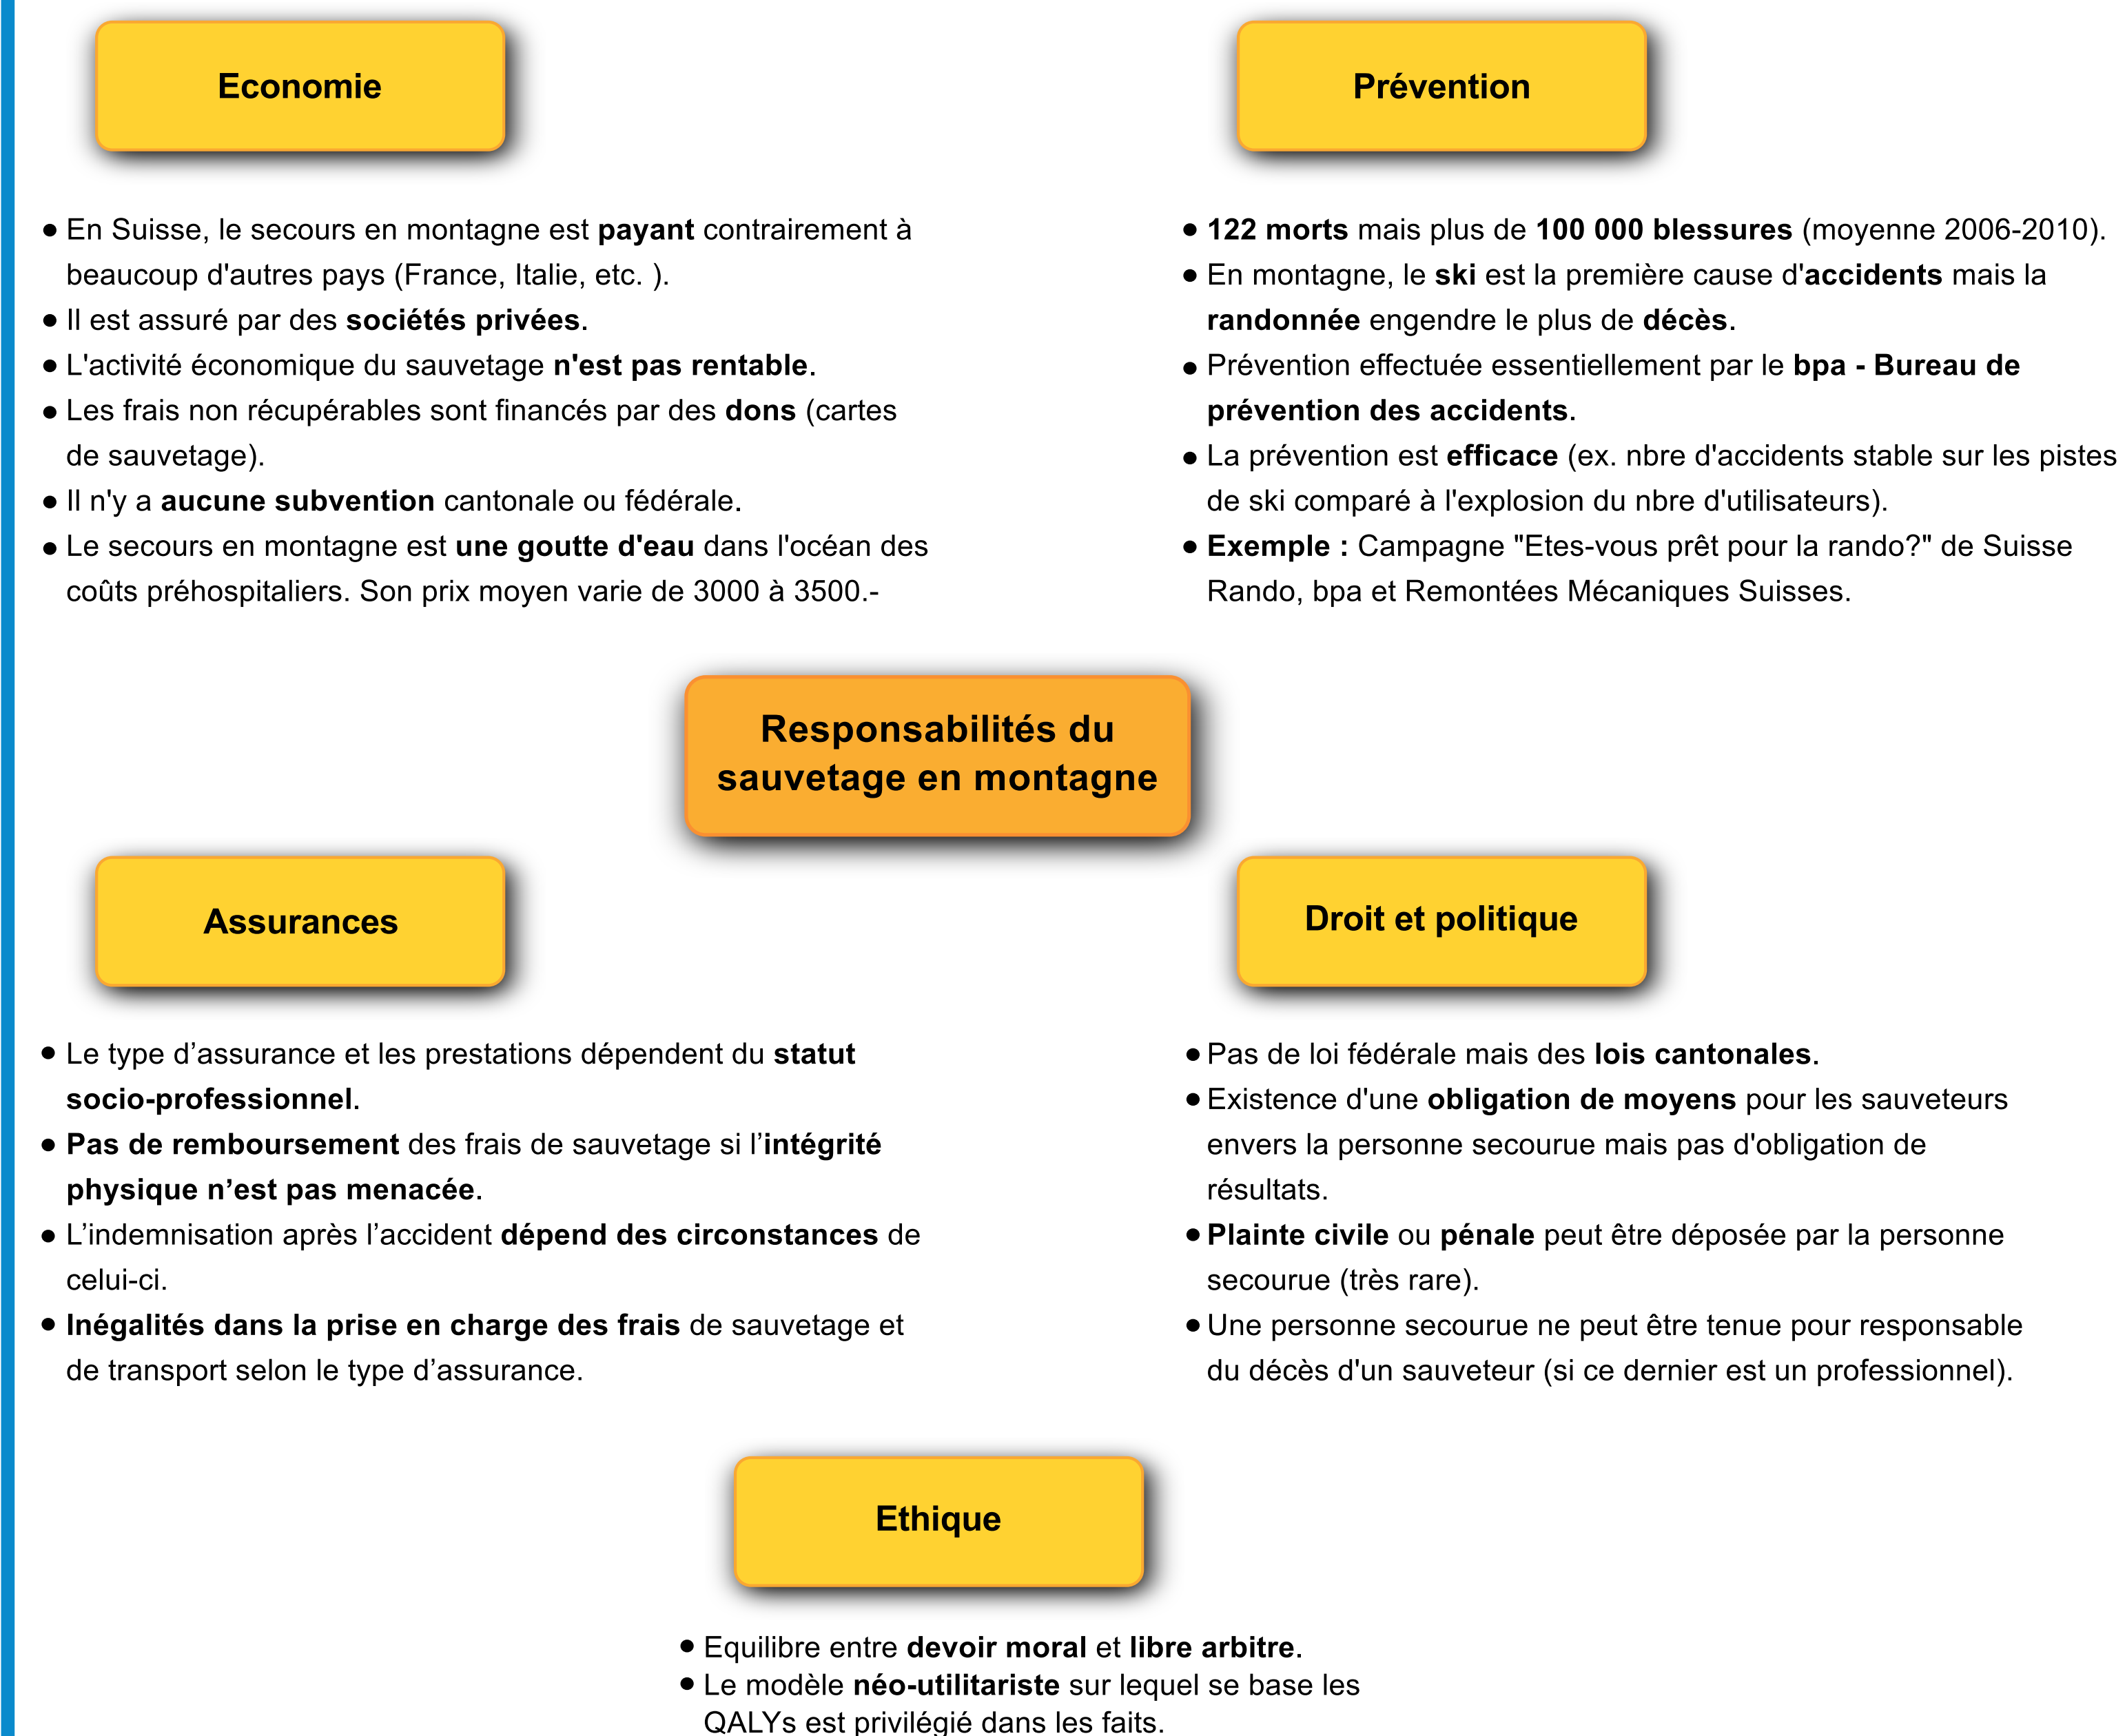 Economie
● En Suisse, le secours en montagne est payant contrairement à
beaucoup d'autres pays (France, Italie, etc. ).
● Il est assuré par des sociétés privées.
● L'activité économique du sauvetage n'est pas rentable.
● Les frais non récupérables sont financés par des dons (cartes
de sauvetage).
● Il n'y a aucune subvention cantonale ou fédérale.
● Le secours en montagne est une goutte d'eau dans l'océan des
coûts préhospitaliers. Son prix moyen varie de 3000 à 3500.-
Prévention
● 122 morts mais plus de 100 000 blessures (moyenne 2006-2010).
● En montagne, le ski est la première cause d'accidents mais la
randonnée engendre le plus de décès.
● Prévention effectuée essentiellement par le bpa - Bureau de
prévention des accidents.
● La prévention est efficace (ex. nbre d'accidents stable sur les pistes
de ski comparé à l'explosion du nbre d'utilisateurs).
● Exemple : Campagne "Etes-vous prêt pour la rando?" de Suisse
Rando, bpa et Remontées Mécaniques Suisses.
Responsabilités du
sauvetage en montagne
Assurances
● Le type d’assurance et les prestations dépendent du statut
socio-professionnel.
● Pas de remboursement des frais de sauvetage si l’intégrité
physique n’est pas menacée.
● L’indemnisation après l’accident dépend des circonstances de
celui-ci.
● Inégalités dans la prise en charge des frais de sauvetage et
de transport selon le type d’assurance.
Droit et politique
● Pas de loi fédérale mais des lois cantonales.
● Existence d'une obligation de moyens pour les sauveteurs
envers la personne secourue mais pas d'obligation de
résultats.
● Plainte civile ou pénale peut être déposée par la personne
secourue (très rare).
● Une personne secourue ne peut être tenue pour responsable
du décès d'un sauveteur (si ce dernier est un professionnel).
Ethique
● Equilibre entre devoir moral et libre arbitre.
● Le modèle néo-utilitariste sur lequel se base les
QALYs est privilégié dans les faits.